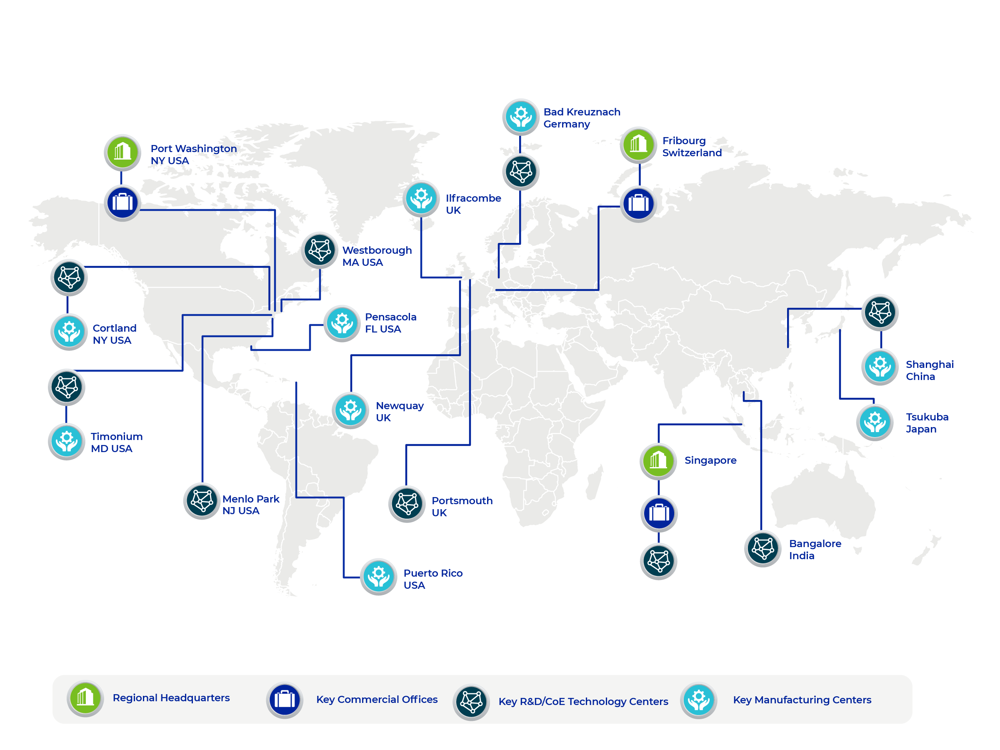 Bad Kreuznach
Germany
Fribourg
Switzerland
Port Washington
NY USA
Ilfracombe
UK
Westborough
MA USA
Pensacola
FL USA
Cortland
NY USA
Shanghai
China
Newquay
UK
Tsukuba
Japan
Timonium
MD USA
Singapore
Menlo Park
NJ USA
Portsmouth
UK
Bangalore
India
Puerto Rico
USA
Regional Headquarters
Key Commercial Offices
Key R&D/CoE Technology Centers
Key Manufacturing Centers